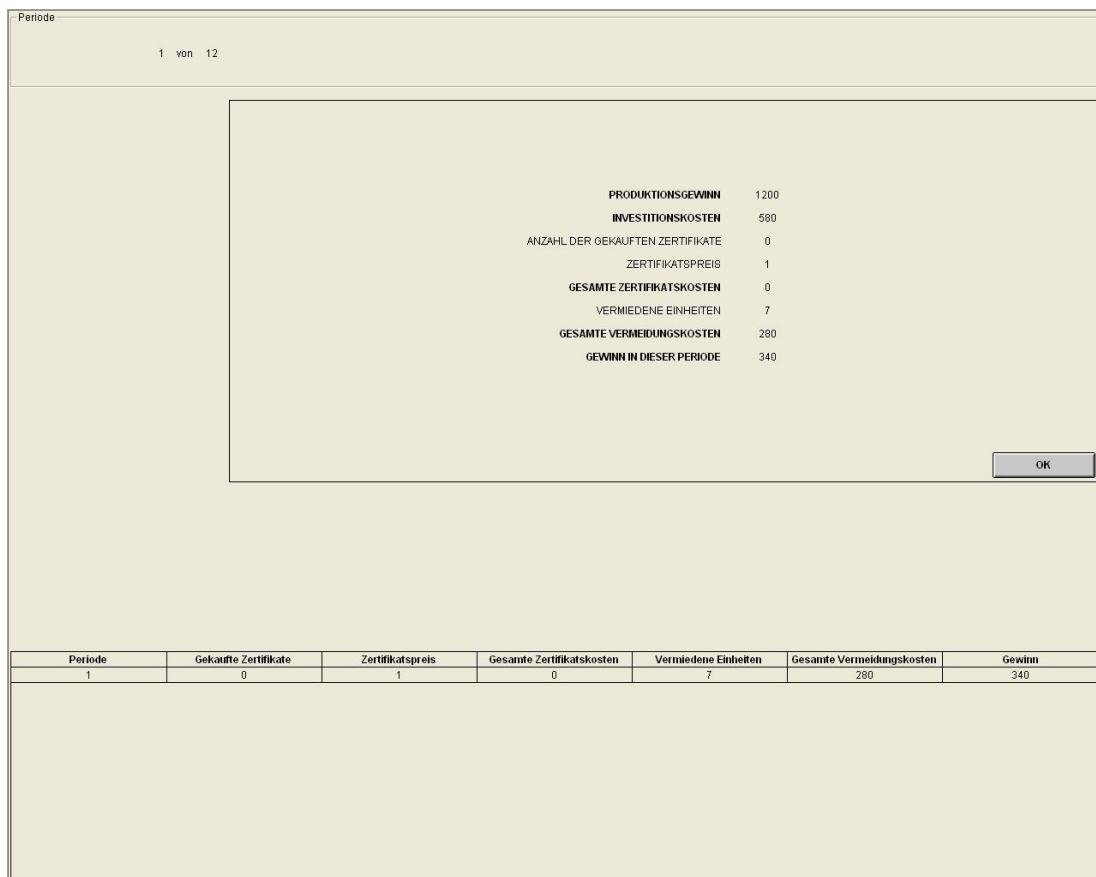 Periode
1 von 12
PRODUKTIONSGEWINN 1200
INVESTITIONSKOSTEN 580
ANZAHL DER GEKAUFTEN ZERTIFIKATE 0
ZERTIFIKATSPREIS 1
GESAMTE ZERTIFIKATSKOSTEN 0
VERMIEDENE EINHEITEN 7
GESAMTE VERMEIDUNGSKOSTEN 280
GEWINN IN DIESER PERIODE 340
OK
Periode Gekaufte Zertifikate Zertifikatspreis Gesamte Zertifikatskosten Vermiedene Einheiten Gesamte Vermeidungskosten Gewinn
1 0 1 0 7 280 340